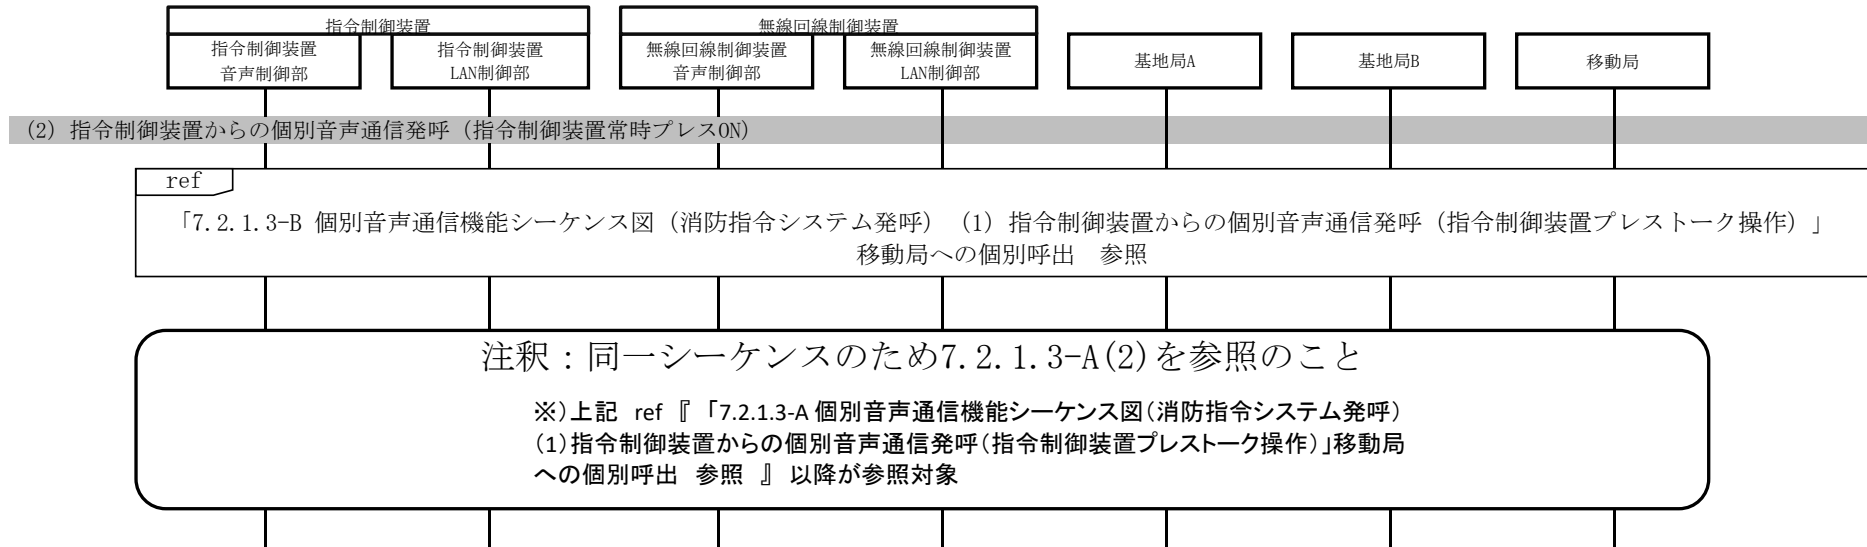 指令制御装置
無線回線制御装置
指令制御装置
音声制御部
指令制御装置
LAN制御部
無線回線制御装置
音声制御部
無線回線制御装置
LAN制御部
基地局A
基地局B
移動局
(2) 指令制御装置からの個別音声通信発呼（指令制御装置常時プレスON）
ref
「7.2.1.3-B 個別音声通信機能シーケンス図（消防指令システム発呼）（1）指令制御装置からの個別音声通信発呼（指令制御装置プレストーク操作）」
移動局への個別呼出　参照
注釈：同一シーケンスのため7.2.1.3-A(2)を参照のこと
※）上記 ref 『 「7.2.1.3-A 個別音声通信機能シーケンス図（消防指令システム発呼）
（1）指令制御装置からの個別音声通信発呼（指令制御装置プレストーク操作）」移動局
への個別呼出　参照 』 以降が参照対象